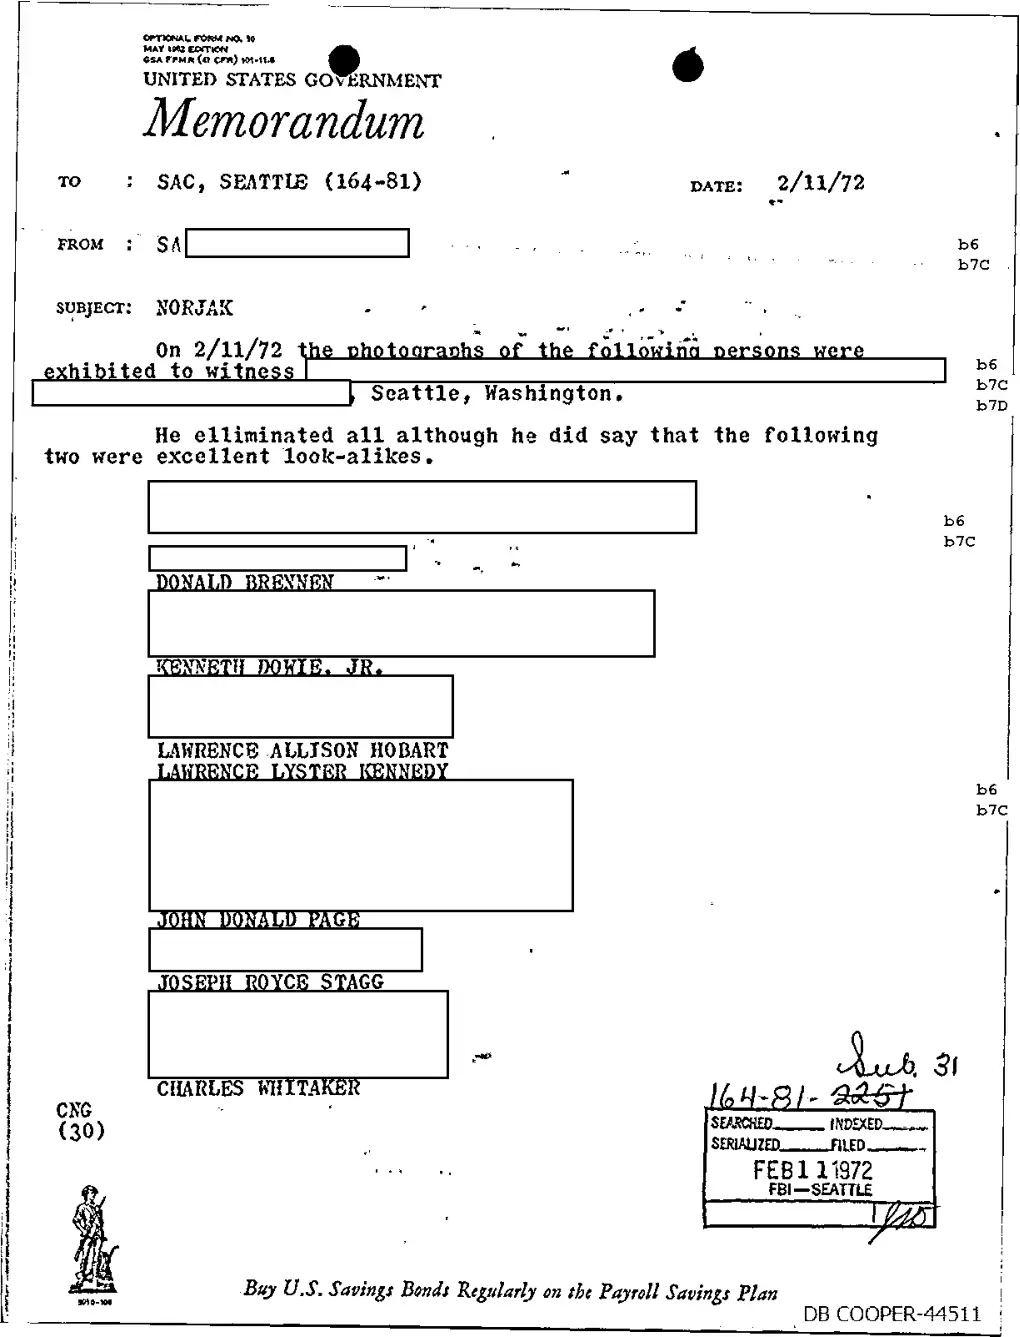 OPTIONAL FORM NO. 10
MAY 1962 EDITION
GSA FPMR (41 CFR) 101-11.6
UNITED STATES GOVERNMENT
Memorandum
TO : SAC, SEATTLE (164-81) DATE: 2/11/72
FROM : SA
b6
b7C
SUBJECT: NORJAK
On 2/11/72 the photographs of the following persons were
exhibited to witness
, Seattle, Washington.
b6
b7C
b7D
He elliminated all although he did say that the following
two were excellent look-alikes.
b6
b7C
DONALD BRENNEN
KENNETH DOWIE, JR.
LAWRENCE ALLISON HOBART
LAWRENCE LYSTER KENNEDY
b6
b7C
JOHN DONALD PAGE
JOSEPH ROYCE STAGG
CHARLES WHITAKER
CNG
(30)
Sub. 31
164-81-2251
SEARCHED INDEXED
SERIALIZED FILED
FEB 11 1972
FBI—SEATTLE
5010-108
Buy U.S. Savings Bonds Regularly on the Payroll Savings Plan
DB COOPER-44511